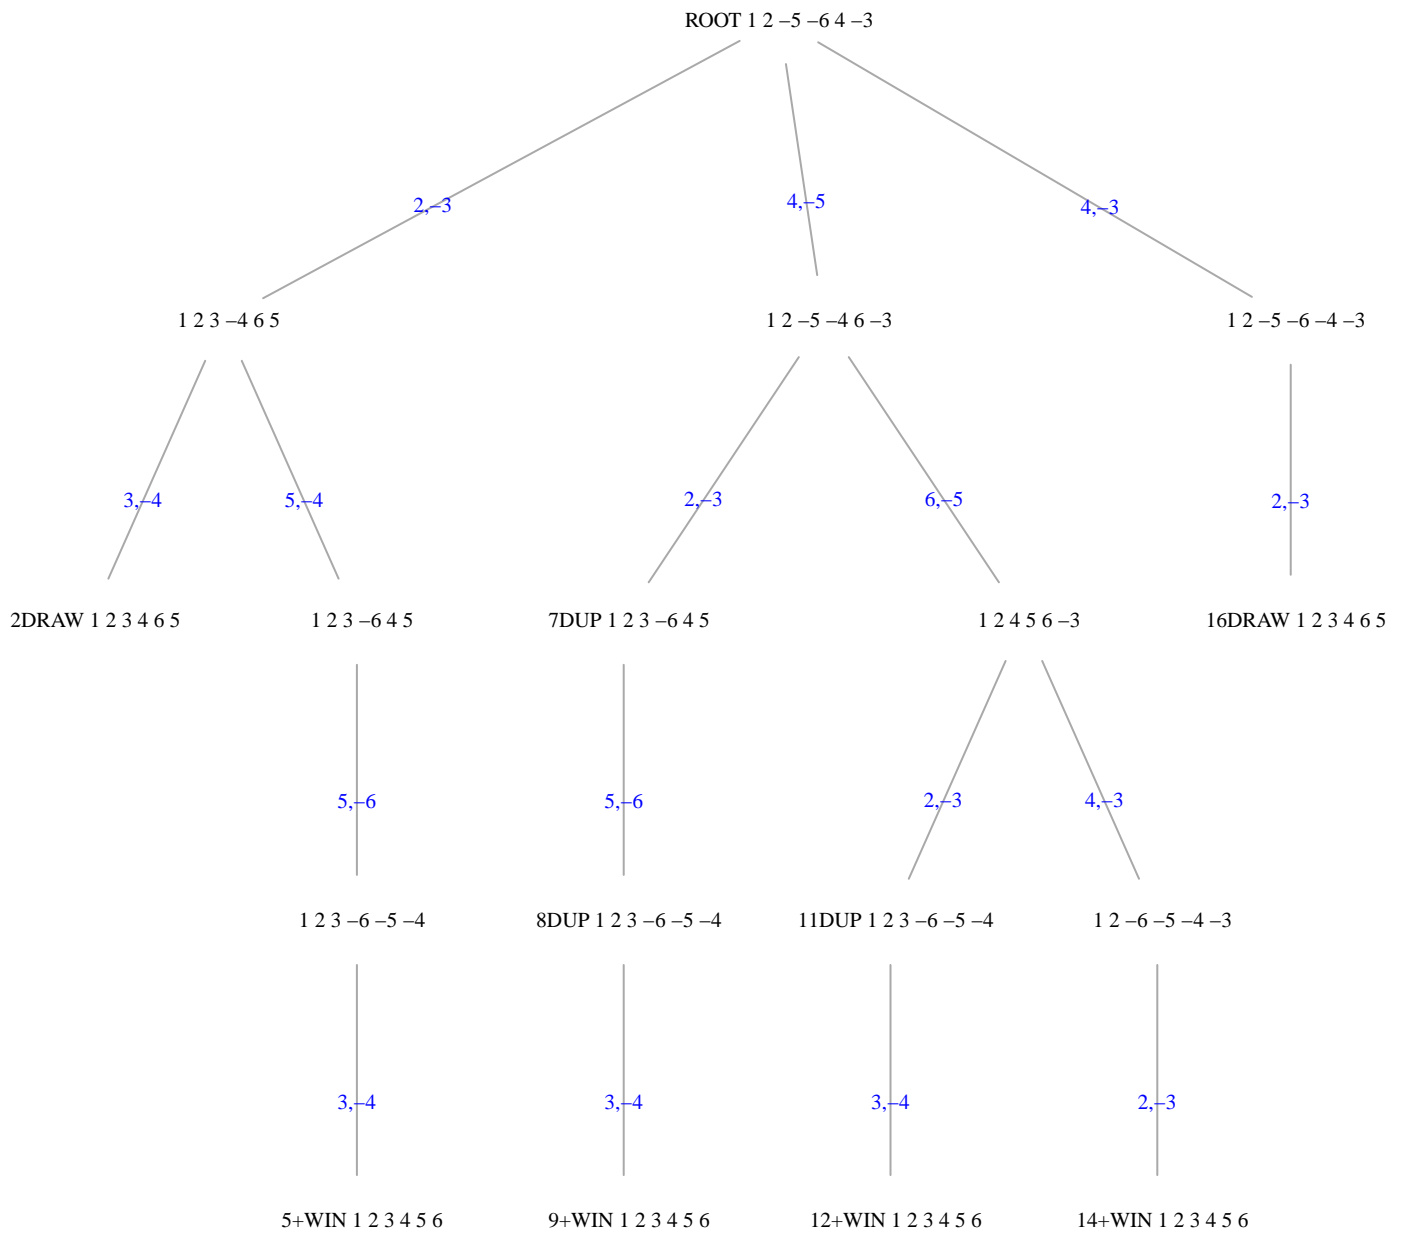 ROOT 1 2 –5 –6 4 –3
2,–3
4,–5
4,–3
1 2 3 –4 6 5
1 2 –5 –4 6 –3
1 2 –5 –6 –4 –3
3,–4
5,–4
2,–3
6,–5
2,–3
2DRAW 1 2 3 4 6 5
1 2 3 –6 4 5
7DUP 1 2 3 –6 4 5
1 2 4 5 6 –3
16DRAW 1 2 3 4 6 5
5,–6
5,–6
2,–3
4,–3
1 2 3 –6 –5 –4
8DUP 1 2 3 –6 –5 –4
11DUP 1 2 3 –6 –5 –4
1 2 –6 –5 –4 –3
3,–4
3,–4
3,–4
2,–3
5+WIN 1 2 3 4 5 6
9+WIN 1 2 3 4 5 6
12+WIN 1 2 3 4 5 6
14+WIN 1 2 3 4 5 6